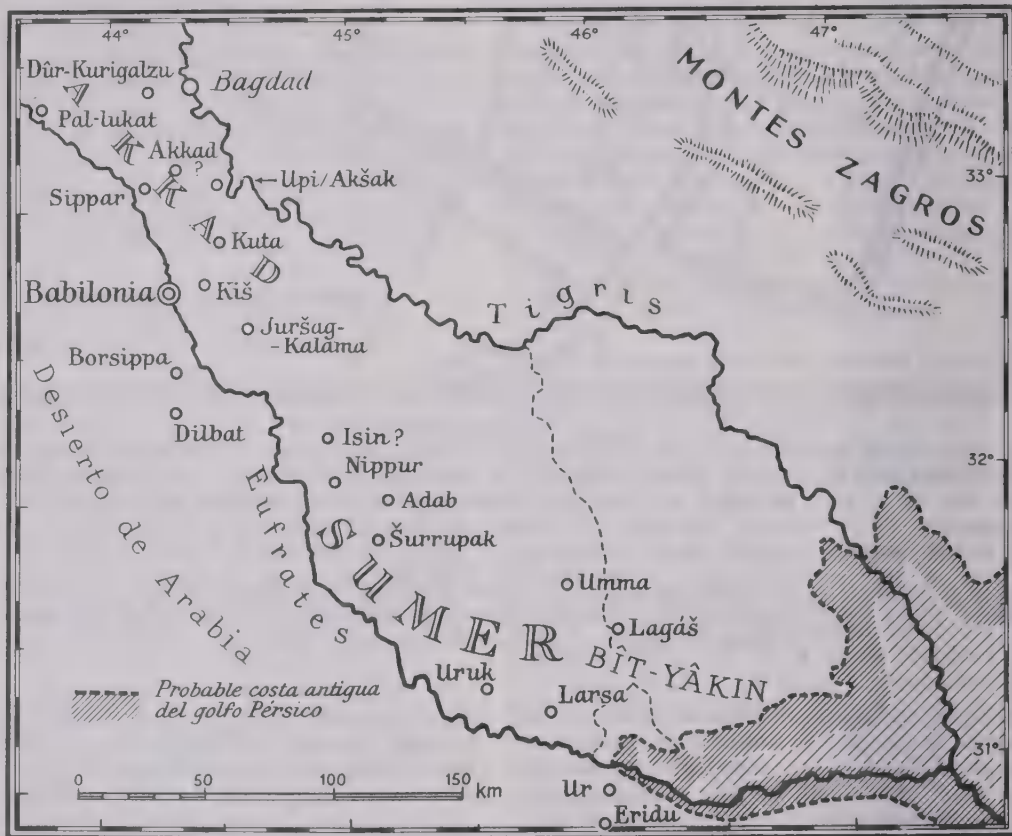 44°
45°
46°
47°
Dûr-Kurigalzu
Bagdad
MONTES ZAGROS
Pal-lukat
AKKAD
Akkad
?
Upi/Akšak
33°
Sippar
Kuta
Babilonia
Kiš
Tigris
Juršag-
-Kalama
Borsippa
Desierto de Arabia
Dilbat
Isin?
32°
Nippur
Eufrates
Adab
SUMER
Šurrupak
Umma
Lagáš
BÎT-YÂKIN
Uruk
Larsa
Probable costa antigua
del golfo Pérsico
31°
0 50 100 150
km
Ur
Eridu